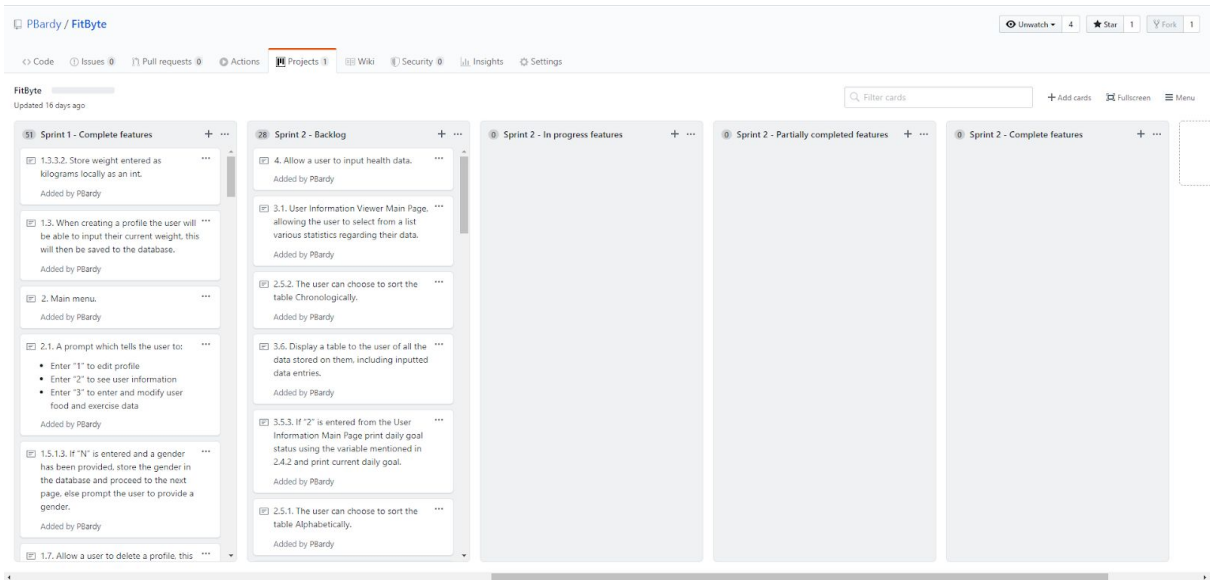 PBardy / FitByte
Unwatch 4 Star 1 Fork 1
Code Issues 0 Pull requests 0 Actions Projects 1 Wiki Security 0 Insights Settings
FitByte
Updated 16 days ago
Filter cards
+ Add cards Fullscreen Menu
51 Sprint 1 - Complete features
1.3.3.2. Store weight entered as
kilograms locally as an int.
Added by PBardy
1.3. When creating a profile the user will
be able to input their current weight, this
will then be saved to the database.
Added by PBardy
2. Main menu.
Added by PBardy
2.1. A prompt which tells the user to:
• Enter "1" to edit profile
• Enter "2" to see user information
• Enter "3" to enter and modify user
food and exercise data
Added by PBardy
1.5.1.3. If "N" is entered and a gender
has been provided, store the gender in
the database and proceed to the next
page, else prompt the user to provide a
gender.
Added by PBardy
1.7. Allow a user to delete a profile, this
28 Sprint 2 - Backlog
4. Allow a user to input health data.
Added by PBardy
3.1. User Information Viewer Main Page,
allowing the user to select from a list
various statistics regarding their data.
Added by PBardy
2.5.2. The user can choose to sort the
table Chronologically.
Added by PBardy
3.6. Display a table to the user of all the
data stored on them, including inputted
data entries.
Added by PBardy
3.5.3. If "2" is entered from the User
Information Main Page print daily goal
status using the variable mentioned in
2.4.2 and print current daily goal.
Added by PBardy
2.5.1. The user can choose to sort the
table Alphabetically.
Added by PBardy
0 Sprint 2 - In progress features
0 Sprint 2 - Partially completed features
0 Sprint 2 - Complete features